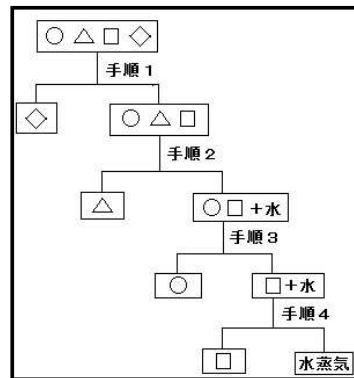 ○ △ □ ◇
手順１
◇
○ △ □
手順２
△
○ □ ＋水
手順３
○
□＋水
手順４
□
水蒸気